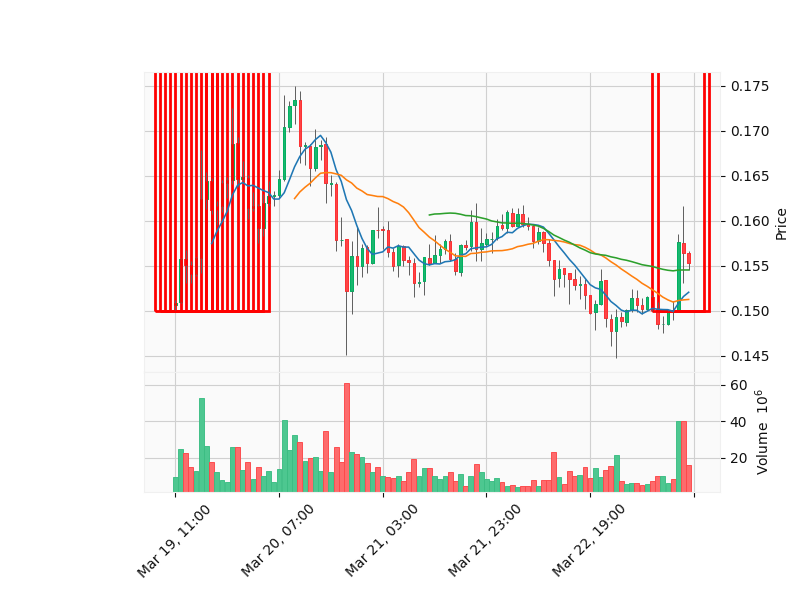 0.175
0.170
0.165
0.160
0.155
0.150
0.145
Price
60
40
20
Volume 10^6
Mar 19, 11:00
Mar 20, 07:00
Mar 21, 03:00
Mar 21, 23:00
Mar 22, 19:00